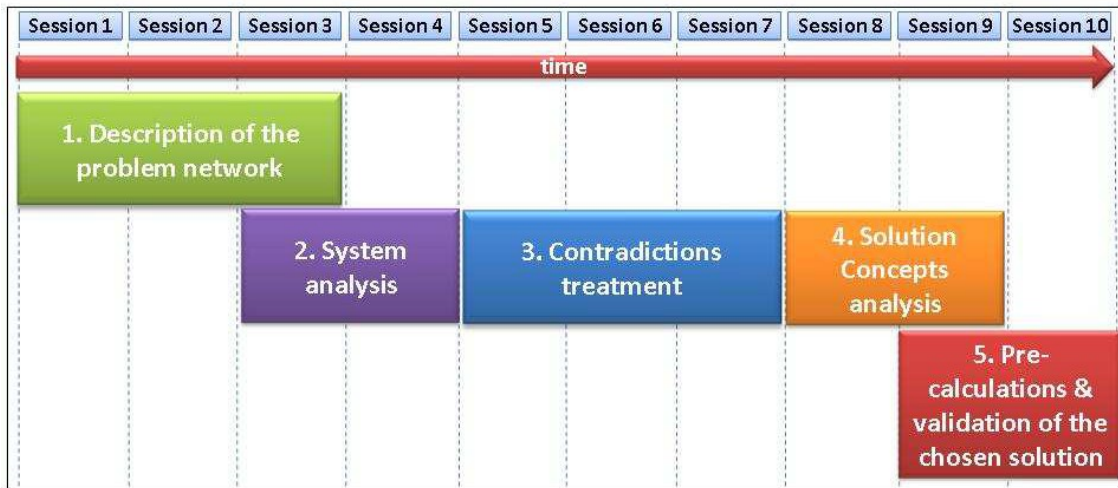 Session 1 Session 2 Session 3 Session 4 Session 5 Session 6 Session 7 Session 8 Session 9 Session 10
time
1. Description of the
problem network
2. System
analysis
3. Contradictions
treatment
4. Solution
Concepts
analysis
5. Pre-
calculations &
validation of the
chosen solution